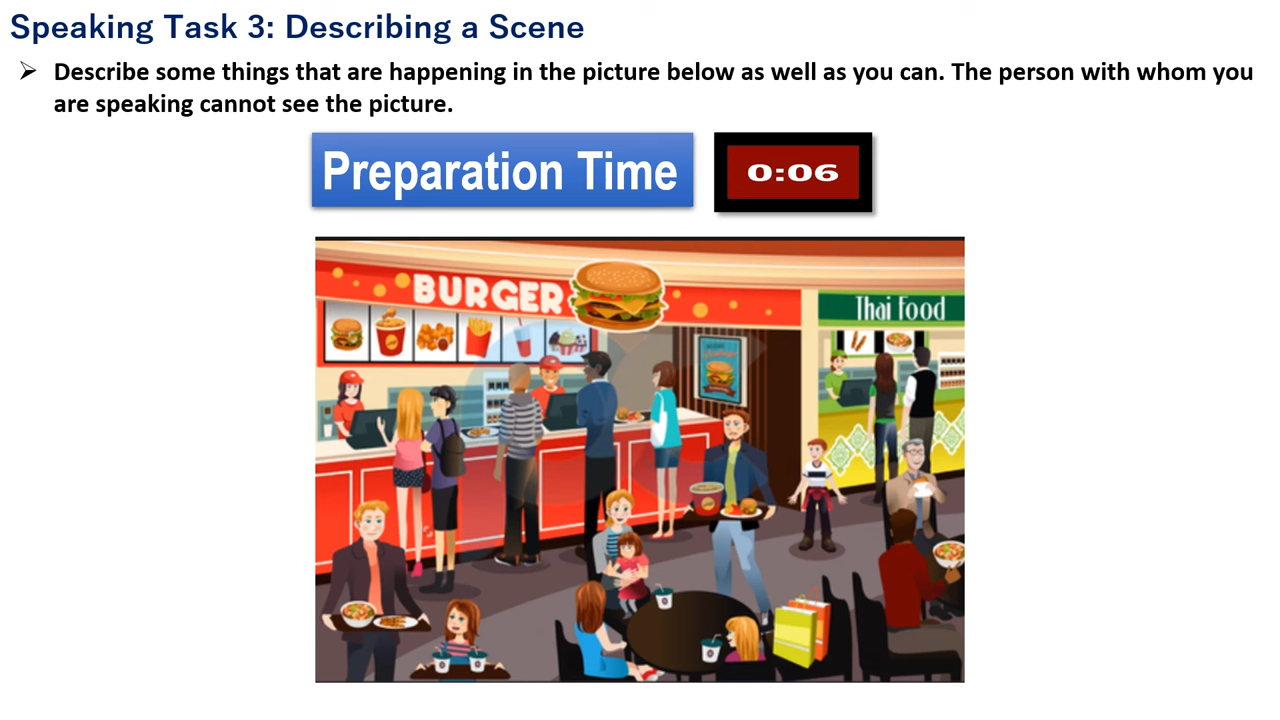 Speaking Task 3: Describing a Scene
Describe some things that are happening in the picture below as well as you can. The person with whom you
are speaking cannot see the picture.
Preparation Time
0:06
BURGER
Thai Food